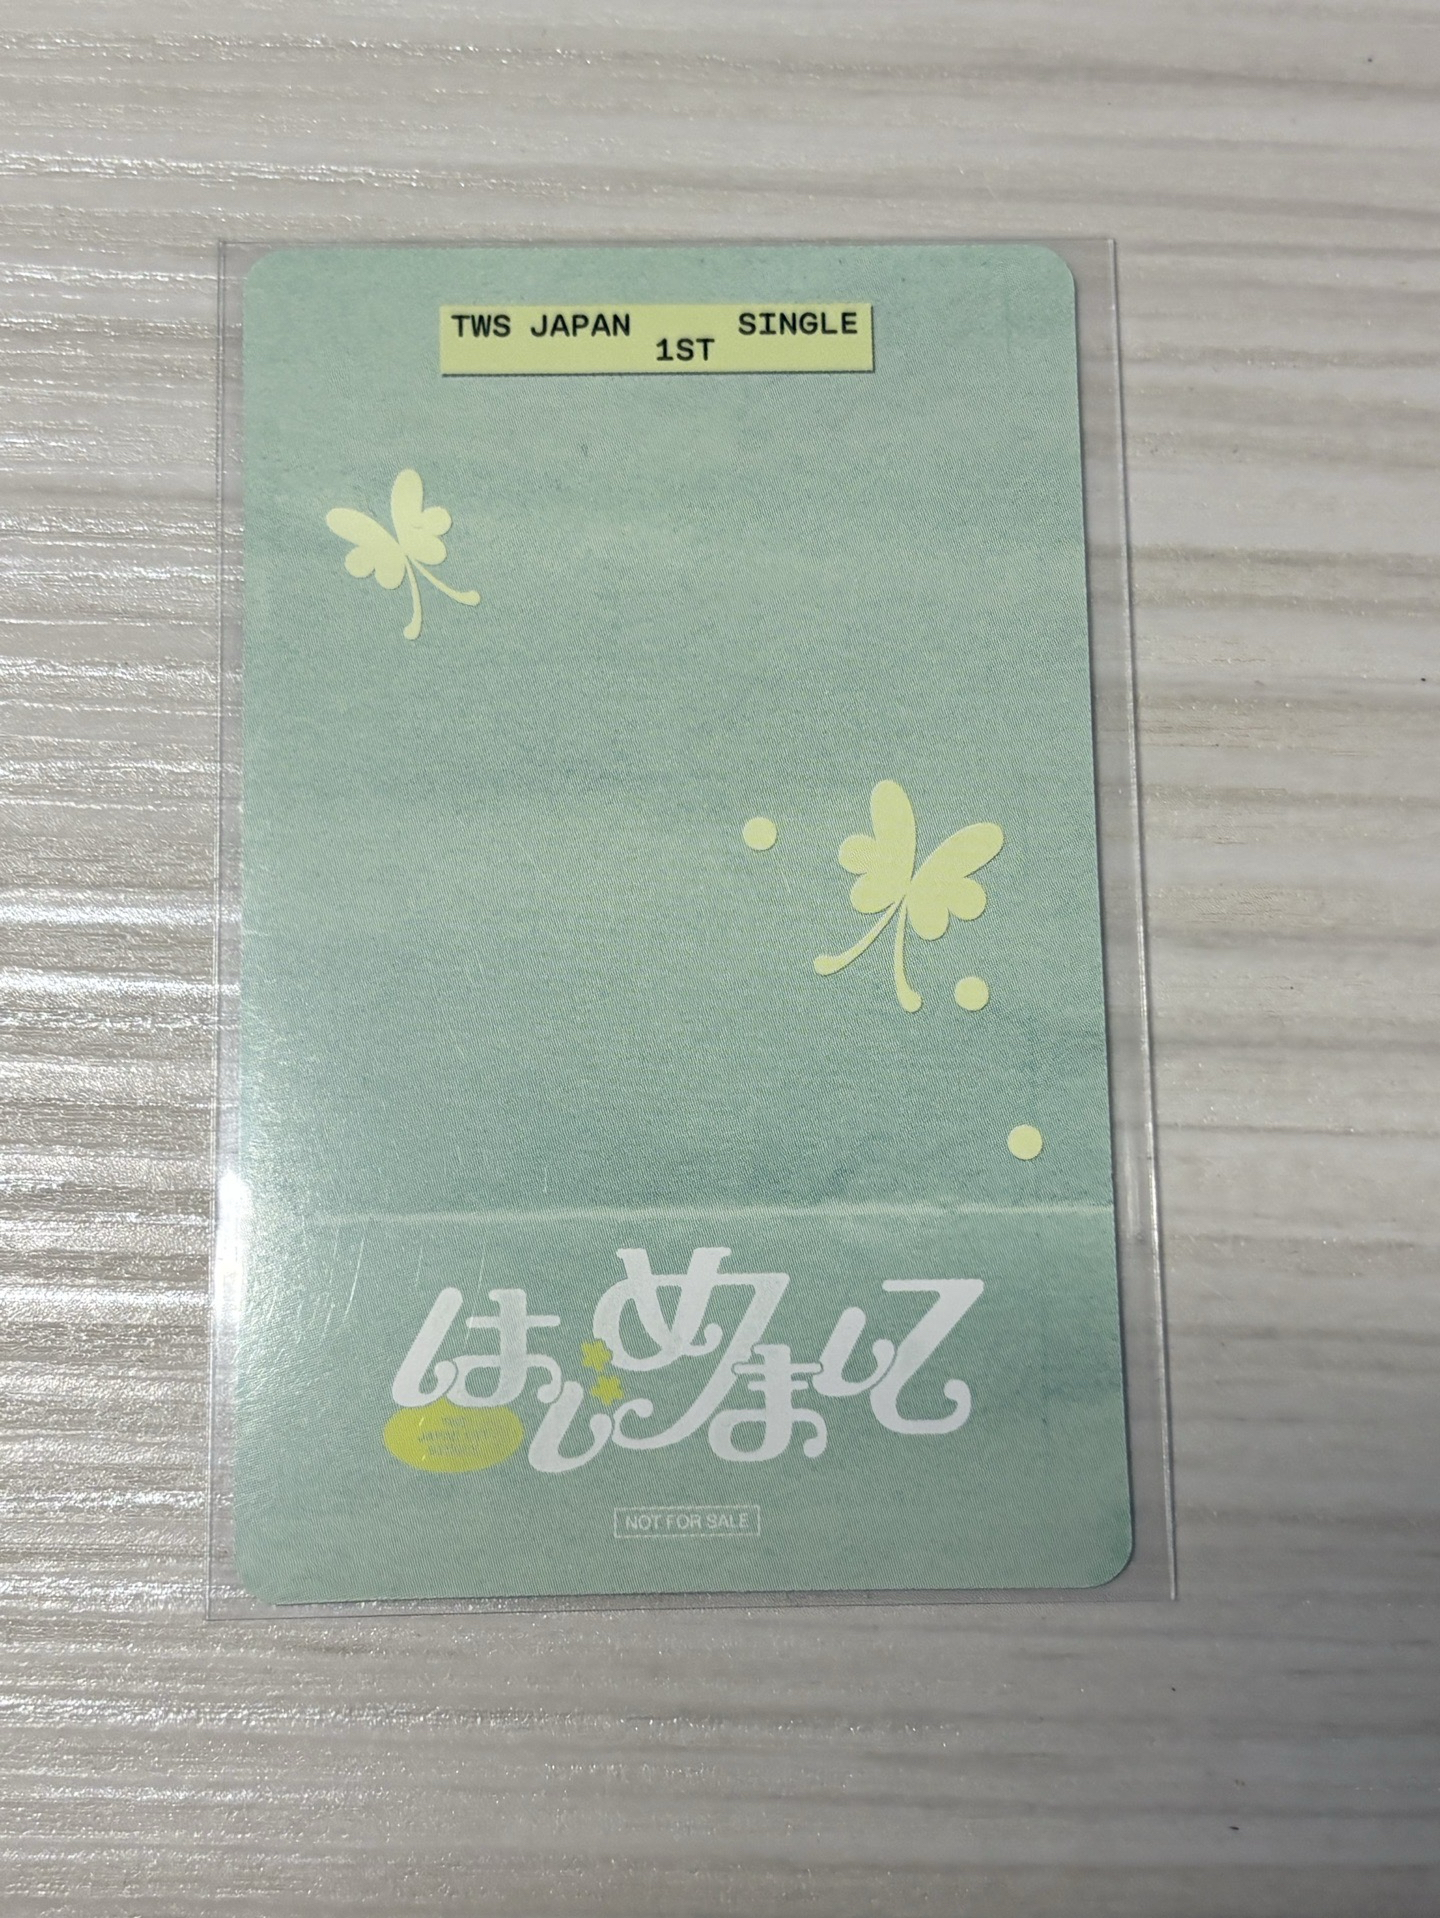 TWS JAPAN SINGLE
1ST
はじめまして
NOT FOR SALE